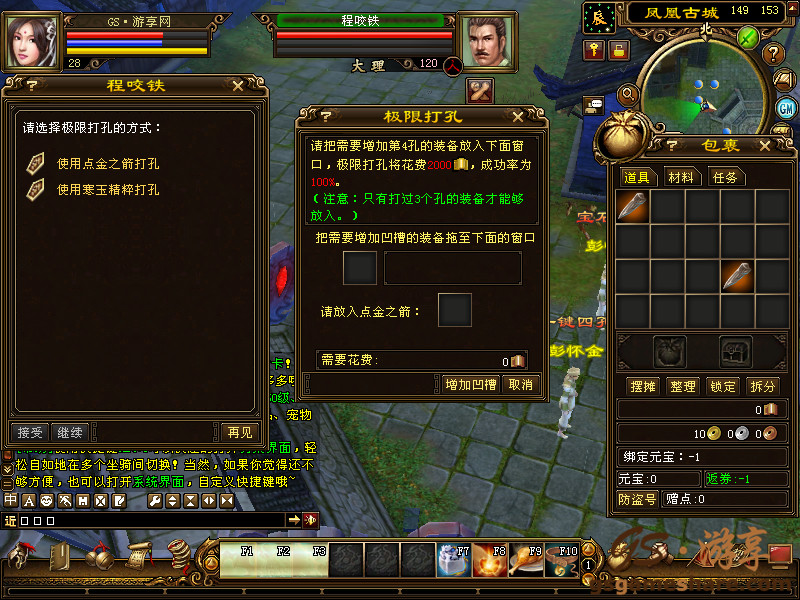 GS·游享网
28
程咬铁
大理
120
辰
凤凰古城 149 153
北
GM
程咬铁
请选择极限打孔的方式：
使用点金之箭打孔
使用寒玉精粹打孔
接受 继续
再见
极限打孔
请把需要增加第4孔的装备放入下面窗
口，极限打孔将花费2000，成功率为
100%。
（注意：只有打过3个孔的装备才能够
放入。）
把需要增加凹槽的装备拖至下面的窗口
请放入点金之箭：
需要花费: 0
增加凹槽 取消
包裹
道具 材料 任务
摆摊 整理 锁定 拆分
0
10 0 0
绑定元宝：-1
元宝:0 返券:-1
防盗号 赠点:0
彭怀金
卡！
、宠物
界面，轻
松自如地在多个坐骑间切换！当然，如果你觉得还不
够方便，也可以打开系统界面，自定义快捷键哦~
中 A
近
F1 F2 F3 F7 F8 F9 F10
1
GS·游享